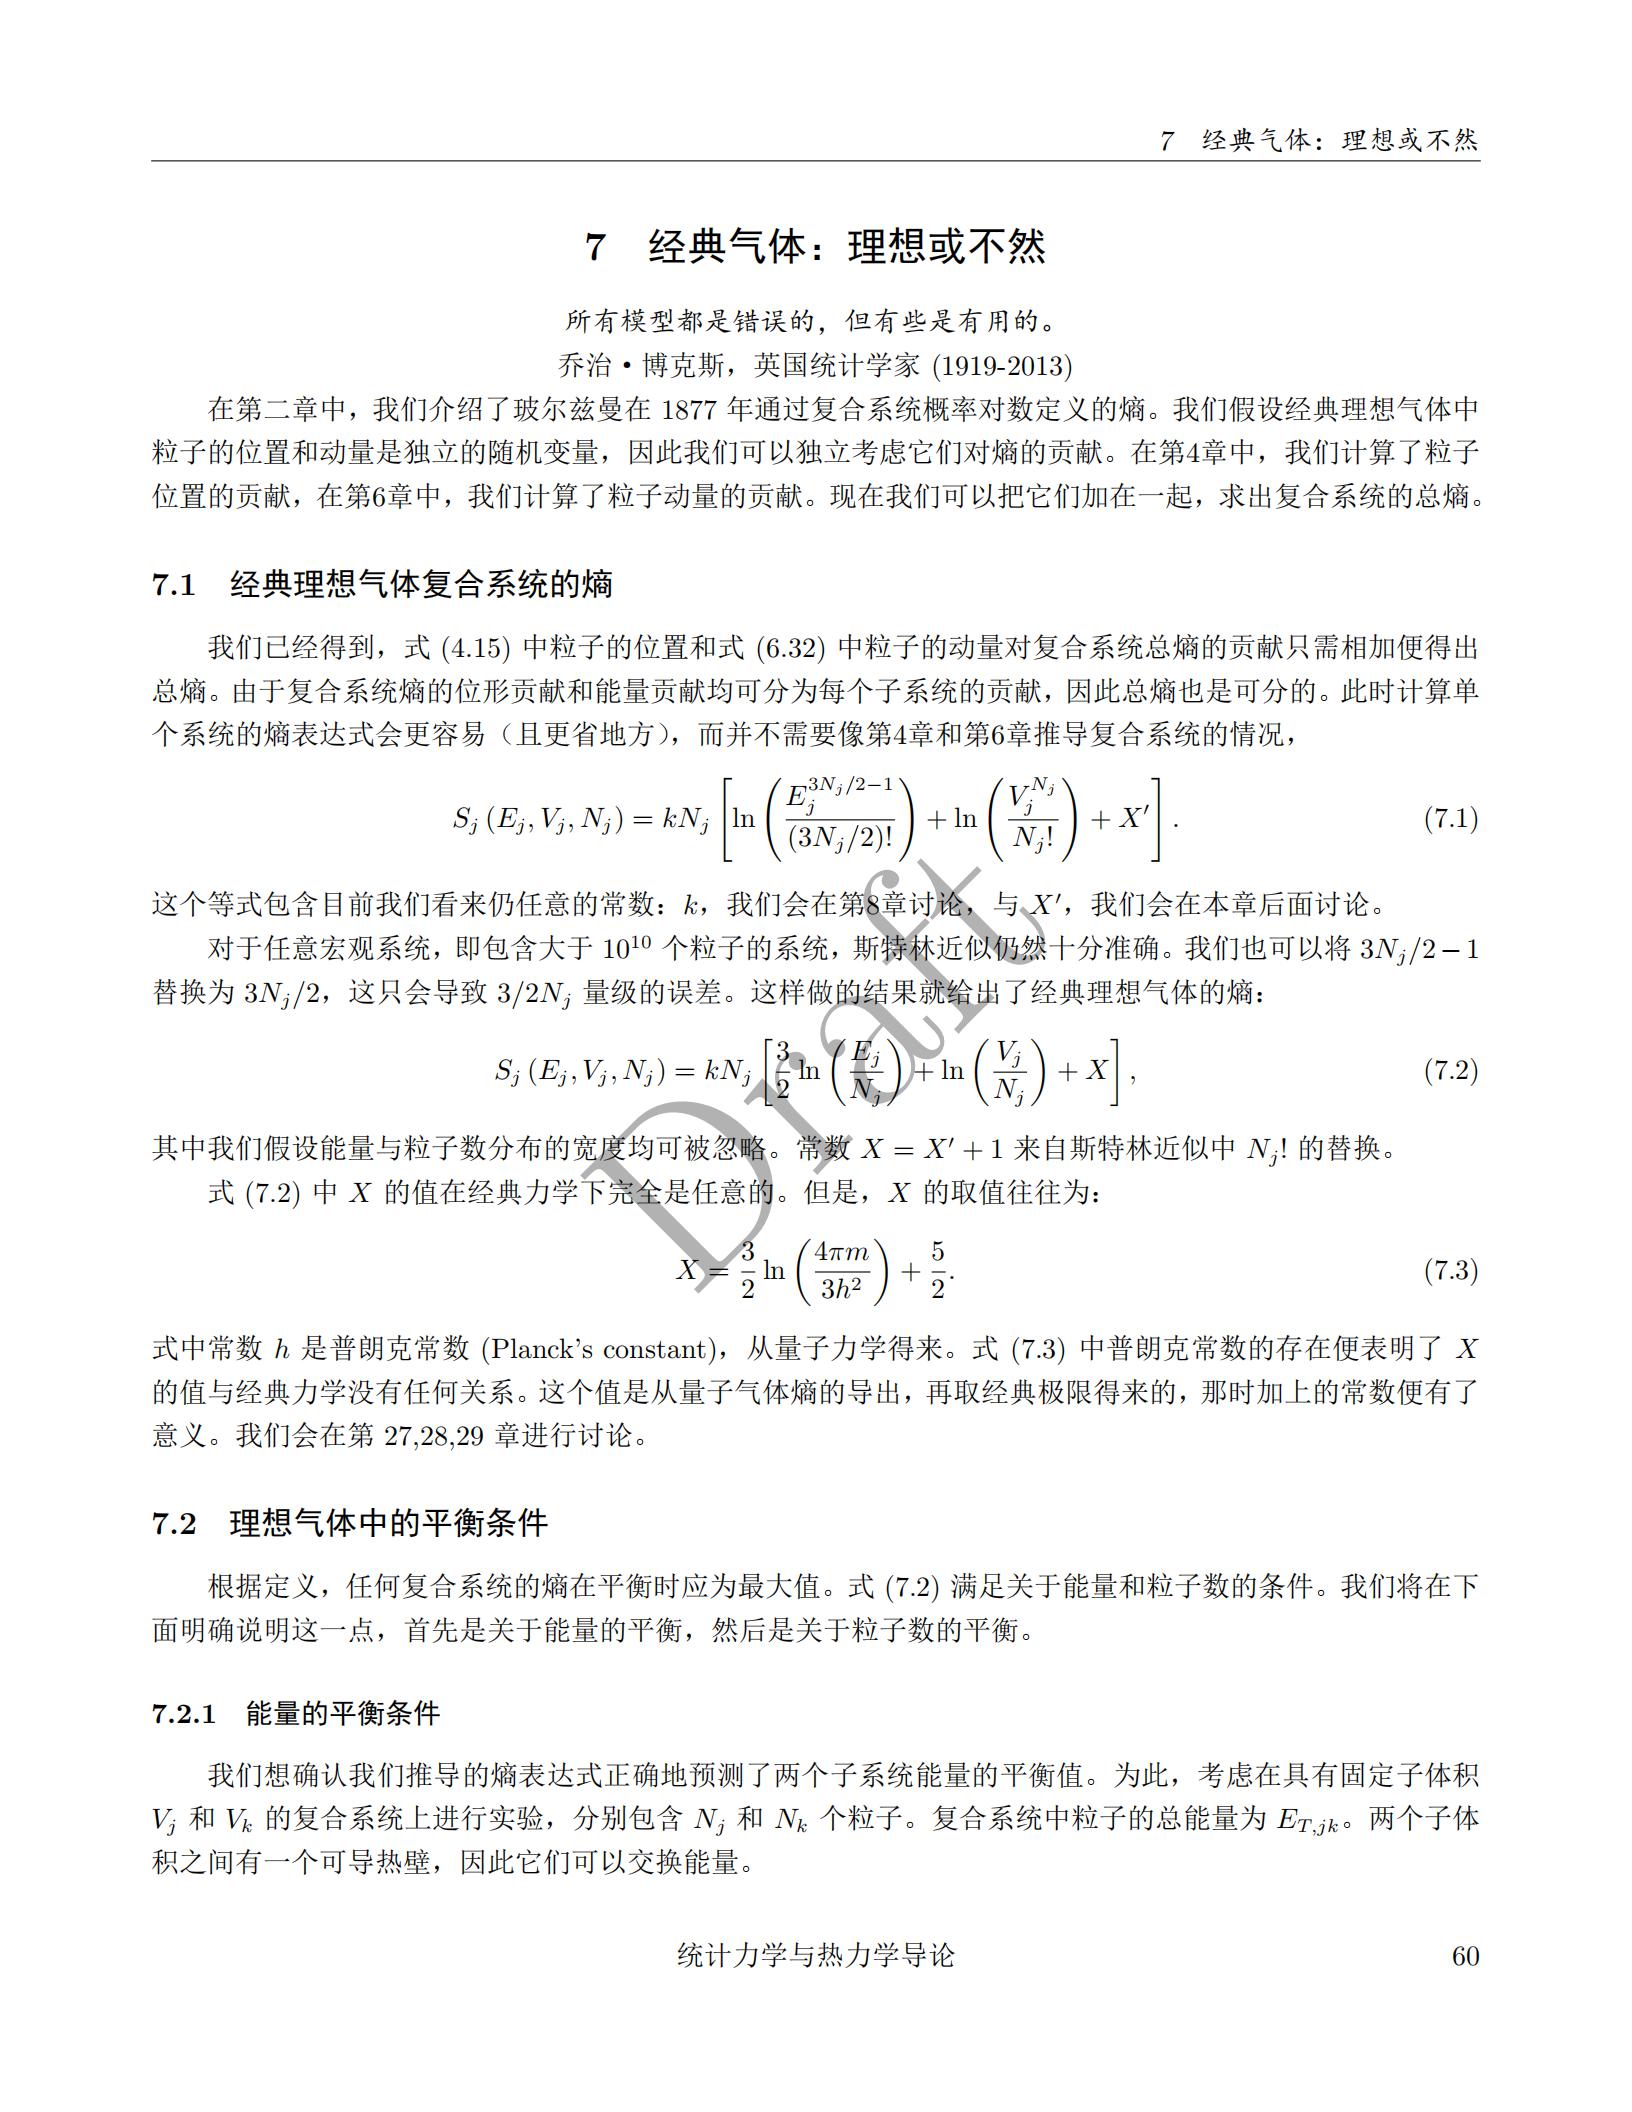 7 经典气体：理想或不然
7 经典气体：理想或不然
所有模型都是错误的，但有些是有用的。
乔治・博克斯，英国统计学家 (1919-2013)
在第二章中，我们介绍了玻尔兹曼在 1877 年通过复合系统概率对数定义的熵。我们假设经典理想气体中
粒子的位置和动量是独立的随机变量，因此我们可以独立考虑它们对熵的贡献。在第4章中，我们计算了粒子
位置的贡献，在第6章中，我们计算了粒子动量的贡献。现在我们可以把它们加在一起，求出复合系统的总熵。
7.1 经典理想气体复合系统的熵
我们已经得到，式 (4.15) 中粒子的位置和式 (6.32) 中粒子的动量对复合系统总熵的贡献只需相加便得出
总熵。由于复合系统熵的位形贡献和能量贡献均可分为每个子系统的贡献，因此总熵也是可分的。此时计算单
个系统的熵表达式会更容易（且更省地方），而并不需要像第4章和第6章推导复合系统的情况，
$S_j (E_j, V_j, N_j) = kN_j \left[ \ln \left( \frac{E_j^{3N_j/2-1}}{(3N_j/2)!} \right) + \ln \left( \frac{V_j^{N_j}}{N_j!} \right) + X' \right].$ (7.1)
这个等式包含目前我们看来仍任意的常数：k，我们会在第8章讨论，与 X′，我们会在本章后面讨论。
对于任意宏观系统，即包含大于 $10^{10}$ 个粒子的系统，斯特林近似仍然十分准确。我们也可以将 $3N_j/2 - 1$
替换为 $3N_j/2$，这只会导致 $3/2N_j$ 量级的误差。这样做的结果就给出了经典理想气体的熵：
$S_j (E_j, V_j, N_j) = kN_j \left[ \frac{3}{2} \ln \left( \frac{E_j}{N_j} \right) + \ln \left( \frac{V_j}{N_j} \right) + X \right],$ (7.2)
其中我们假设能量与粒子数分布的宽度均可被忽略。常数 $X = X' + 1$ 来自斯特林近似中 $N_j!$ 的替换。
式 (7.2) 中 X 的值在经典力学下完全是任意的。但是，X 的取值往往为：
$X = \frac{3}{2} \ln \left( \frac{4\pi m}{3h^2} \right) + \frac{5}{2}.$ (7.3)
式中常数 h 是普朗克常数 (Planck's constant)，从量子力学得来。式 (7.3) 中普朗克常数的存在便表明了 X
的值与经典力学没有任何关系。这个值是从量子气体熵的导出，再取经典极限得来的，那时加上的常数便有了
意义。我们会在第 27,28,29 章进行讨论。
7.2 理想气体中的平衡条件
根据定义，任何复合系统的熵在平衡时应为最大值。式 (7.2) 满足关于能量和粒子数的条件。我们将在下
面明确说明这一点，首先是关于能量的平衡，然后是关于粒子数的平衡。
7.2.1 能量的平衡条件
我们想确认我们推导的熵表达式正确地预测了两个子系统能量的平衡值。为此，考虑在具有固定子体积
$V_j$ 和 $V_k$ 的复合系统上进行实验，分别包含 $N_j$ 和 $N_k$ 个粒子。复合系统中粒子的总能量为 $E_{T,jk}$。两个子体
积之间有一个可导热壁，因此它们可以交换能量。
统计力学与热力学导论 60
Draft